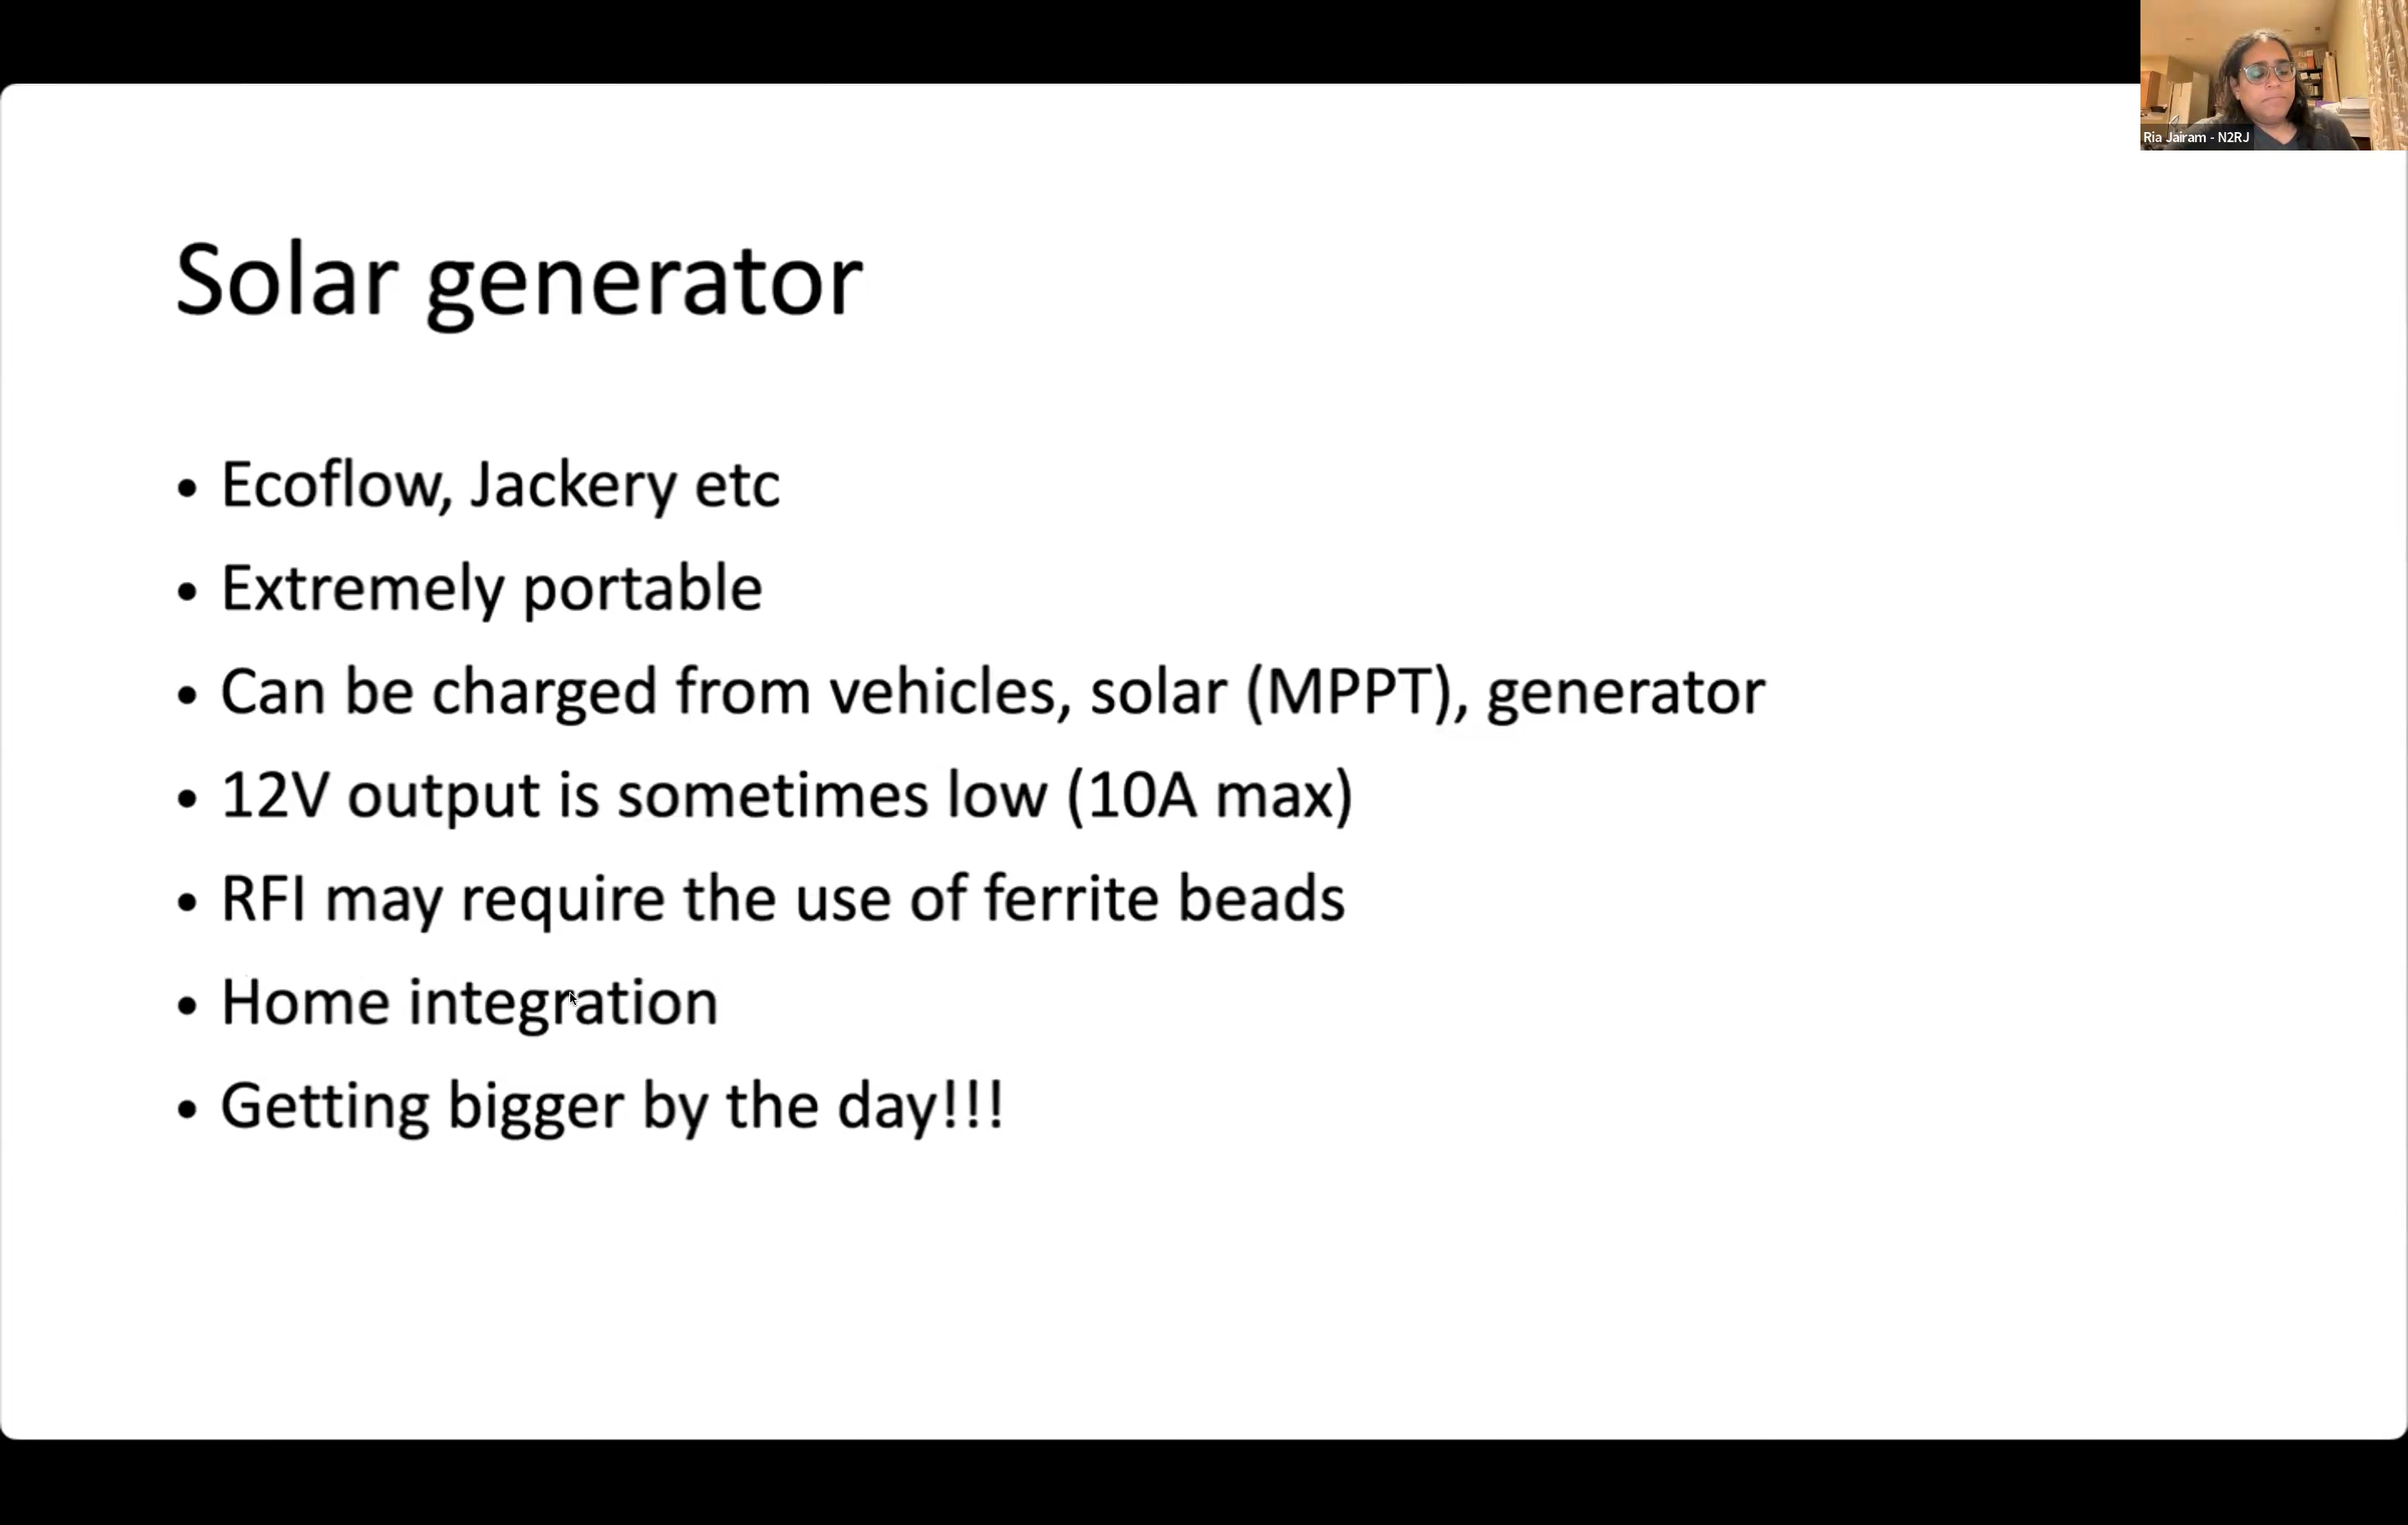 Ria Jairam - N2RJ
Solar generator
• Ecoflow, Jackery etc
• Extremely portable
• Can be charged from vehicles, solar (MPPT), generator
• 12V output is sometimes low (10A max)
• RFI may require the use of ferrite beads
• Home integration
• Getting bigger by the day!!!